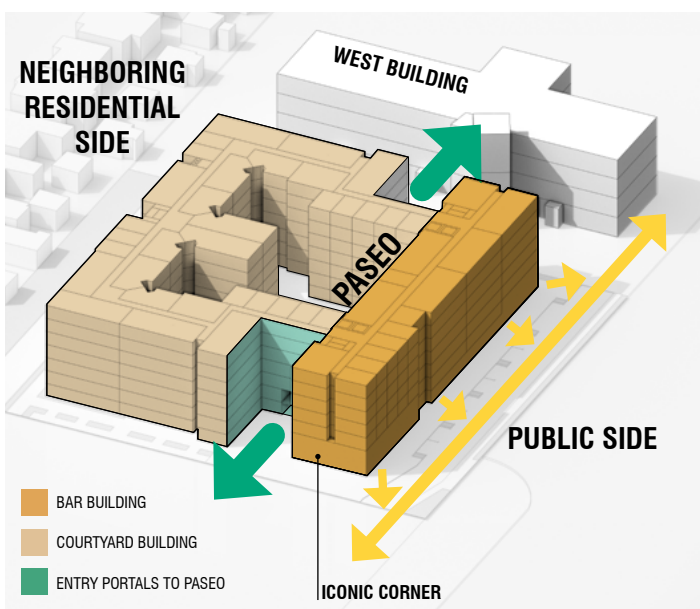 NEIGHBORING
RESIDENTIAL
SIDE
WEST BUILDING
PASEO
PUBLIC SIDE
BAR BUILDING
COURTYARD BUILDING
ENTRY PORTALS TO PASEO
ICONIC CORNER